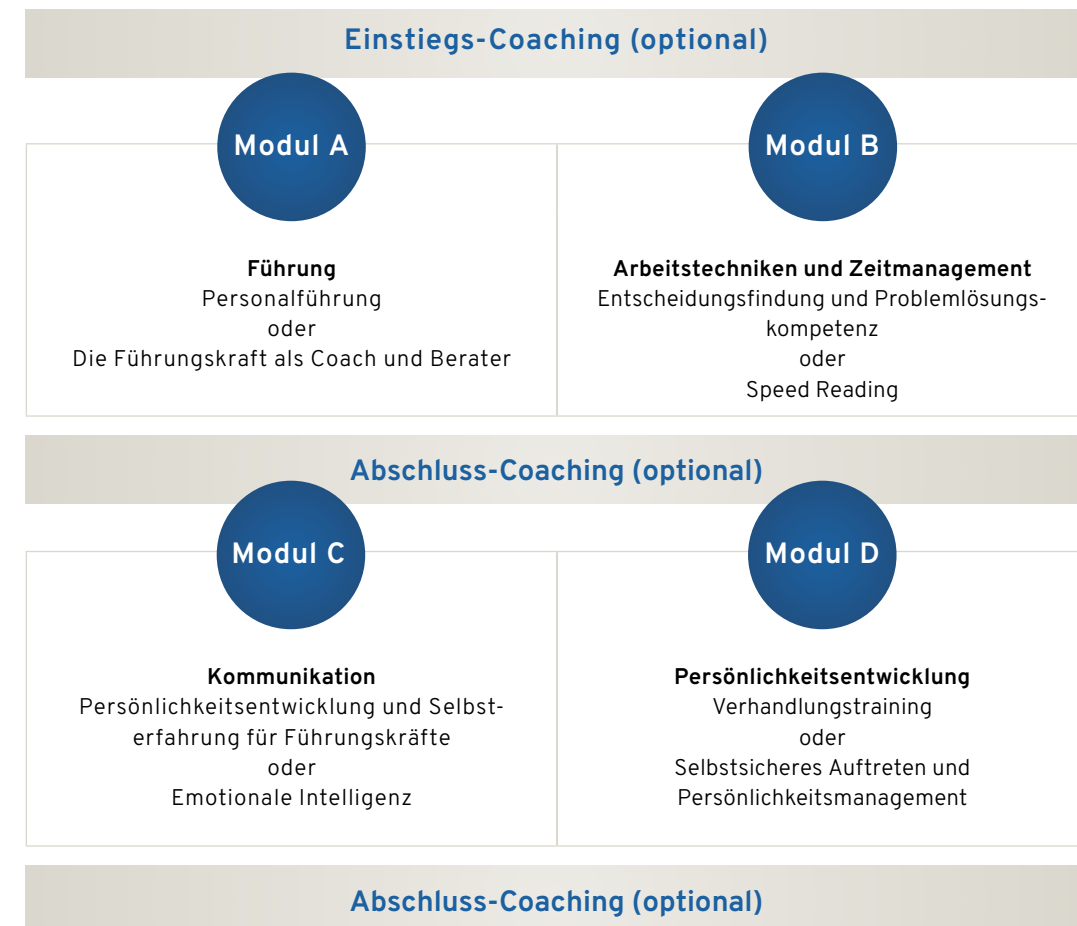 Einstiegs-Coaching (optional)
Modul A
Führung
Personalführung
oder
Die Führungskraft als Coach und Berater
Modul B
Arbeitstechniken und Zeitmanagement
Entscheidungsfindung und Problemlösungs-
kompetenz
oder
Speed Reading
Abschluss-Coaching (optional)
Modul C
Kommunikation
Persönlichkeitsentwicklung und Selbst-
erfahrung für Führungskräfte
oder
Emotionale Intelligenz
Modul D
Persönlichkeitsentwicklung
Verhandlungstraining
oder
Selbstsicheres Auftreten und
Persönlichkeitsmanagement
Abschluss-Coaching (optional)